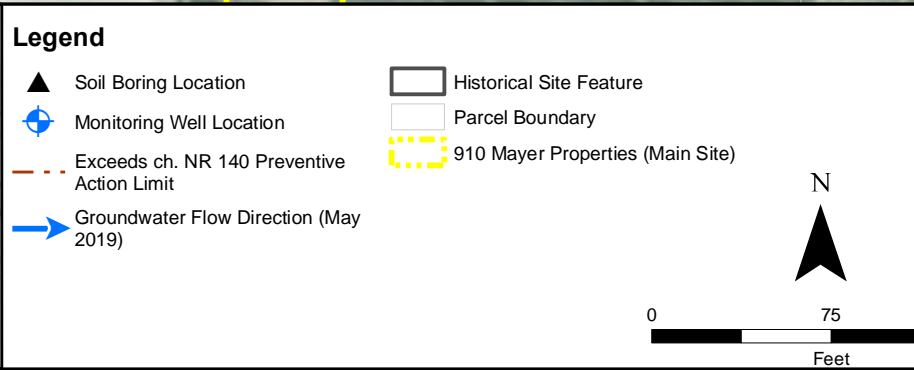 Legend
Soil Boring Location
Monitoring Well Location
Exceeds ch. NR 140 Preventive
Action Limit
Groundwater Flow Direction (May
2019)
Historical Site Feature
Parcel Boundary
910 Mayer Properties (Main Site)
N
0 75
Feet